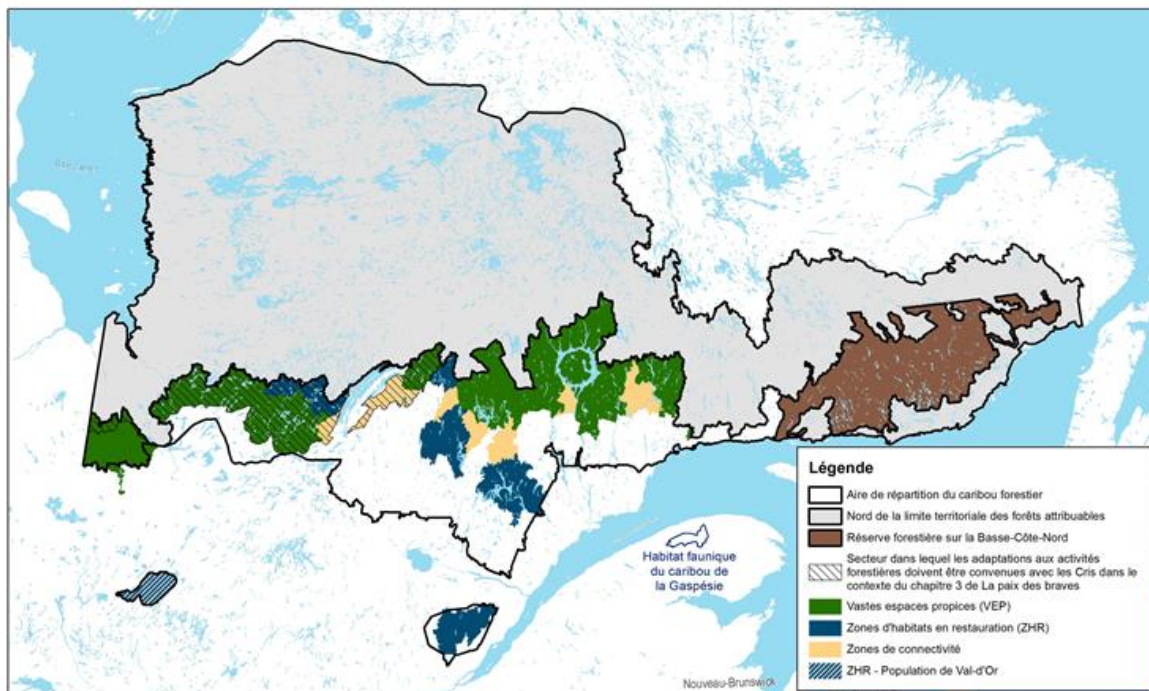 Habitat faunique
du caribou de
la Gaspésie
Nouveau-Brunswick
Légende
Aire de répartition du caribou forestier
Nord de la limite territoriale des forêts attribuables
Réserve forestière sur la Basse-Côte-Nord
Secteur dans lequel les adaptations aux activités
forestières doivent être convenues avec les Cris dans le
contexte du chapitre 3 de La paix des braves
Vastes espaces propices (VEP)
Zones d'habitats en restauration (ZHR)
Zones de connectivité
ZHR - Population de Val-d'Or